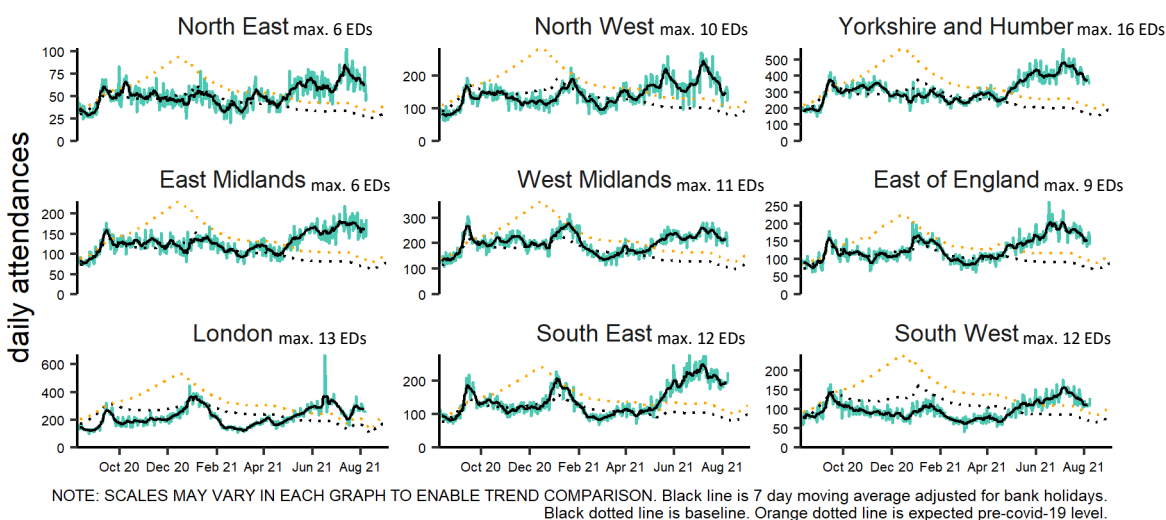 North East max. 6 EDs
North West max. 10 EDs
Yorkshire and Humber max. 16 EDs
100
75
50
25
0
200
100
0
500
400
300
200
100
0
daily attendances
East Midlands max. 6 EDs
West Midlands max. 11 EDs
East of England max. 9 EDs
200
150
100
50
0
300
200
100
0
250
200
150
100
50
0
London max. 13 EDs
South East max. 12 EDs
South West max. 12 EDs
600
400
200
0
200
100
0
200
150
100
50
0
Oct 20 Dec 20 Feb 21 Apr 21 Jun 21 Aug 21
Oct 20 Dec 20 Feb 21 Apr 21 Jun 21 Aug 21
Oct 20 Dec 20 Feb 21 Apr 21 Jun 21 Aug 21
NOTE: SCALES MAY VARY IN EACH GRAPH TO ENABLE TREND COMPARISON. Black line is 7 day moving average adjusted for bank holidays.
Black dotted line is baseline. Orange dotted line is expected pre-covid-19 level.